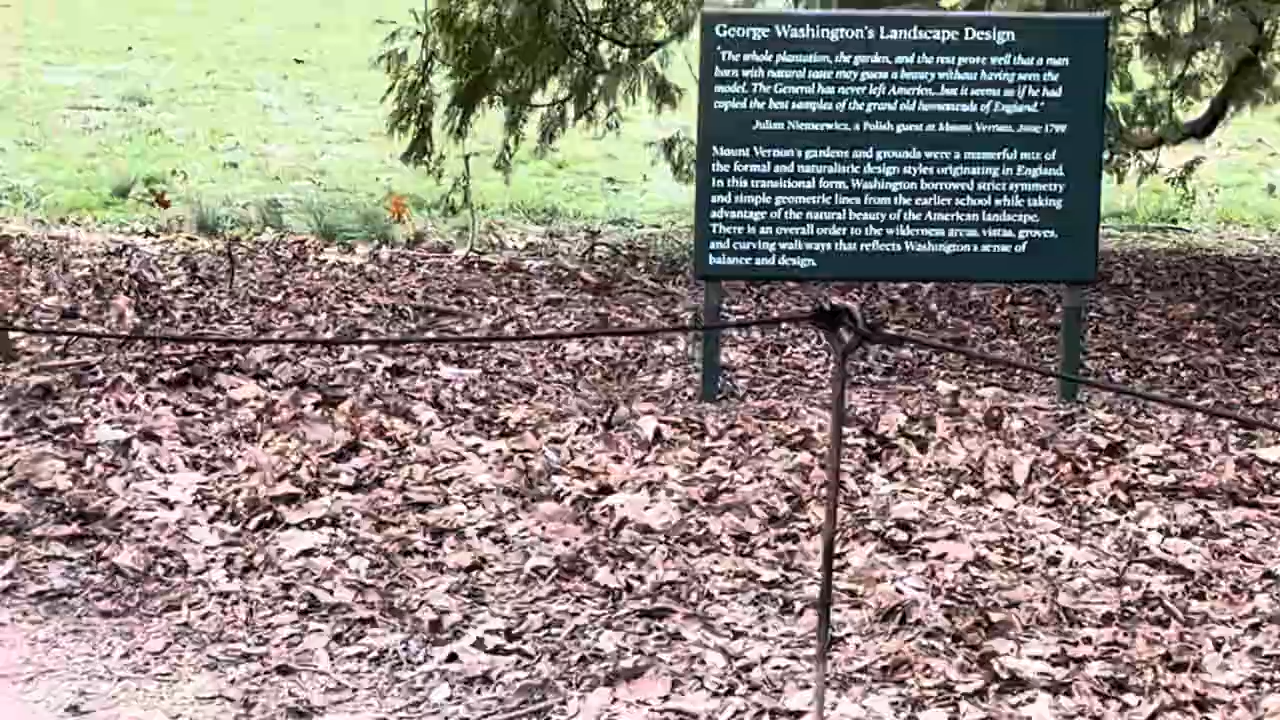 George Washington's Landscape Design
"The whole plantation, the garden, and the rest prove well that a man
born with natural taste may guess a beauty without having seen the
model. The General has never left America...but it seems as if he had
copied the best samples of the grand old homesteads of England."
Julian Niemcewicz, a Polish guest at Mount Vernon, June 1798
Mount Vernon's gardens and grounds were a masterful mix of
the formal and naturalistic design styles originating in England.
In this transitional form, Washington borrowed strict symmetry
and simple geometric lines from the earlier school while taking
advantage of the natural beauty of the American landscape.
There is an overall order to the wilderness areas, vistas, groves,
and curving walkways that reflects Washington's sense of
balance and design.